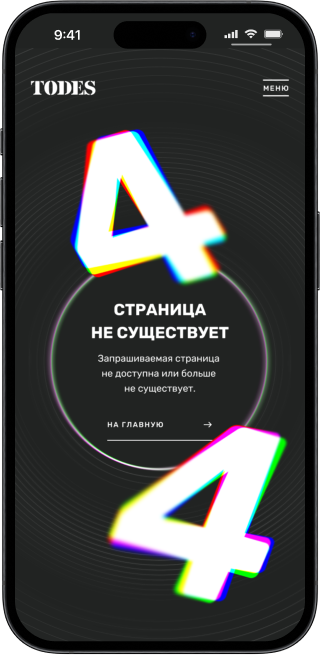 9:41
TODES
МЕНЮ
4
СТРАНИЦА
НЕ СУЩЕСТВУЕТ
Запрашиваемая страница
не доступна или больше
не существует.
НА ГЛАВНУЮ →
4